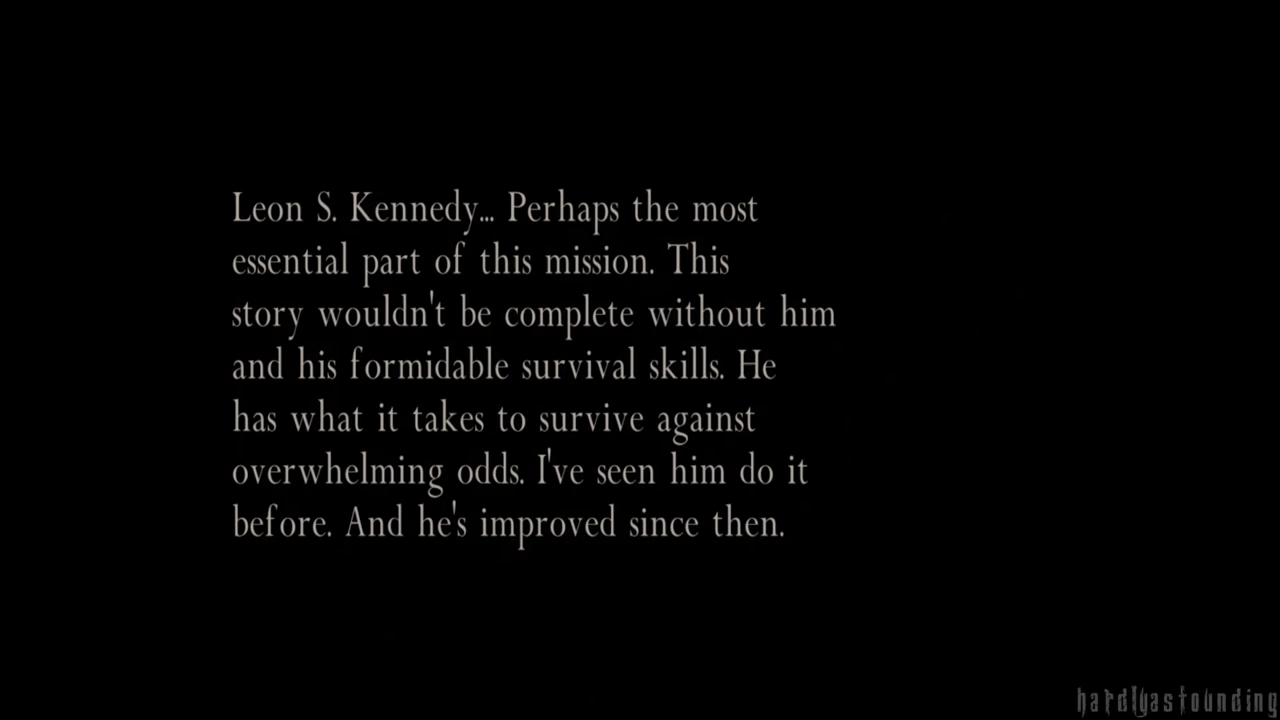 Leon S. Kennedy... Perhaps the most
essential part of this mission. This
story wouldn't be complete without him
and his formidable survival skills. He
has what it takes to survive against
overwhelming odds. I've seen him do it
before. And he's improved since then.
hardlyastounding